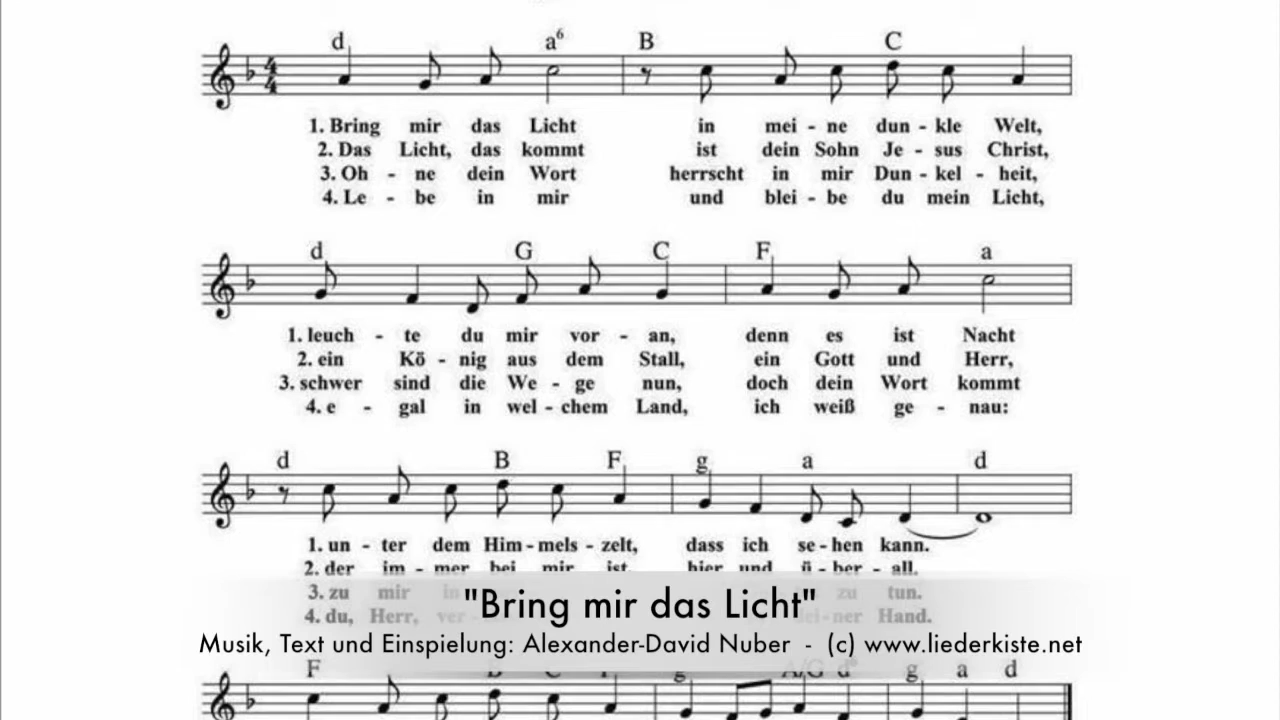 d a6 B C
1. Bring mir das Licht in mei - ne dun - kle Welt,
2. Das Licht, das kommt ist dein Sohn Je - sus Christ,
3. Oh - ne dein Wort herrscht in mir Dun - kel - heit,
4. Le - be in mir und blei - be du mein Licht,
d G C F a
1. leuch - te du mir vor - an, denn es ist Nacht
2. ein Kö - nig aus dem Stall, ein Gott und Herr,
3. schwer sind die We - ge nun, doch dein Wort kommt
4. e - gal in wel - chem Land, ich weiß ge - nau:
d B F g a d
1. un - ter dem Him - mels - zelt, dass ich se - hen kann.
2. der im - mer bei mir ist, hier und ü - ber - all.
3. zu mir in zu tun.
4. du, Herr, ver - dei - ner Hand.
"Bring mir das Licht"
Musik, Text und Einspielung: Alexander-David Nuber - (c) www.liederkiste.net
F B C F g A/G d g a d